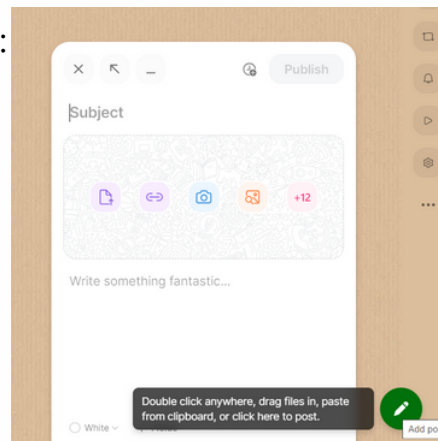 :
Publish
Subject
+12
Write something fantastic...
Double click anywhere, drag files in, paste
from clipboard, or click here to post.
White
Add po